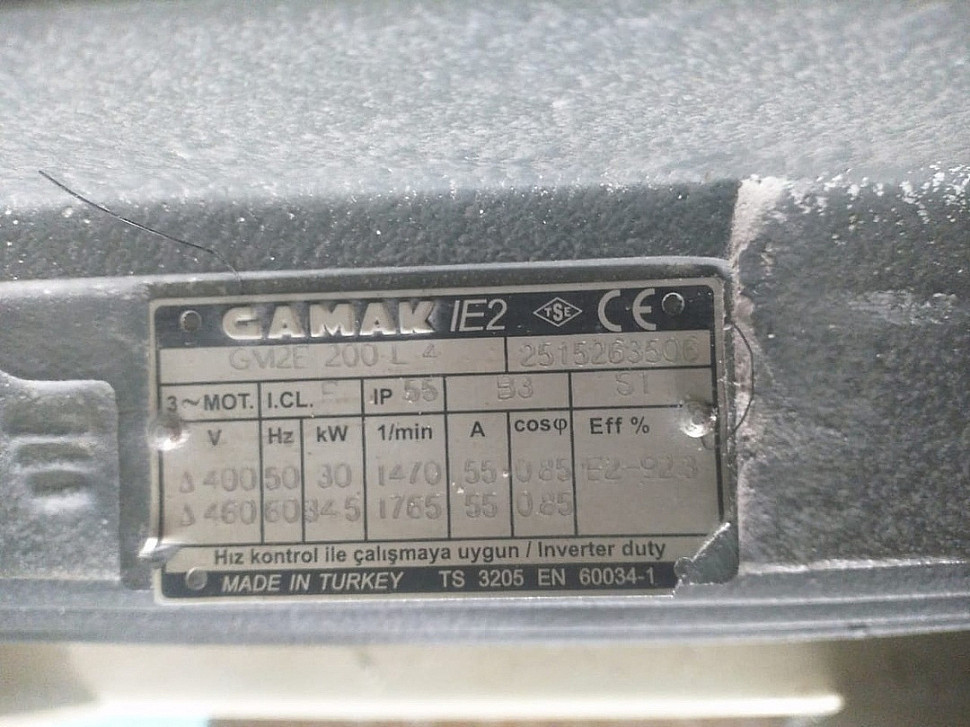 GAMAK IE2 TSE CE
GM2E 200 L 4 2515263506
3~MOT. I.CL. F IP 55 B3 S1
V Hz kW 1/min A cosφ Eff %
Δ 400 50 30 1470 55 0.85 E2-92.3
Δ 460 60 34.5 1765 55 0.85
Hız kontrol ile çalışmaya uygun / Inverter duty
MADE IN TURKEY TS 3205 EN 60034-1